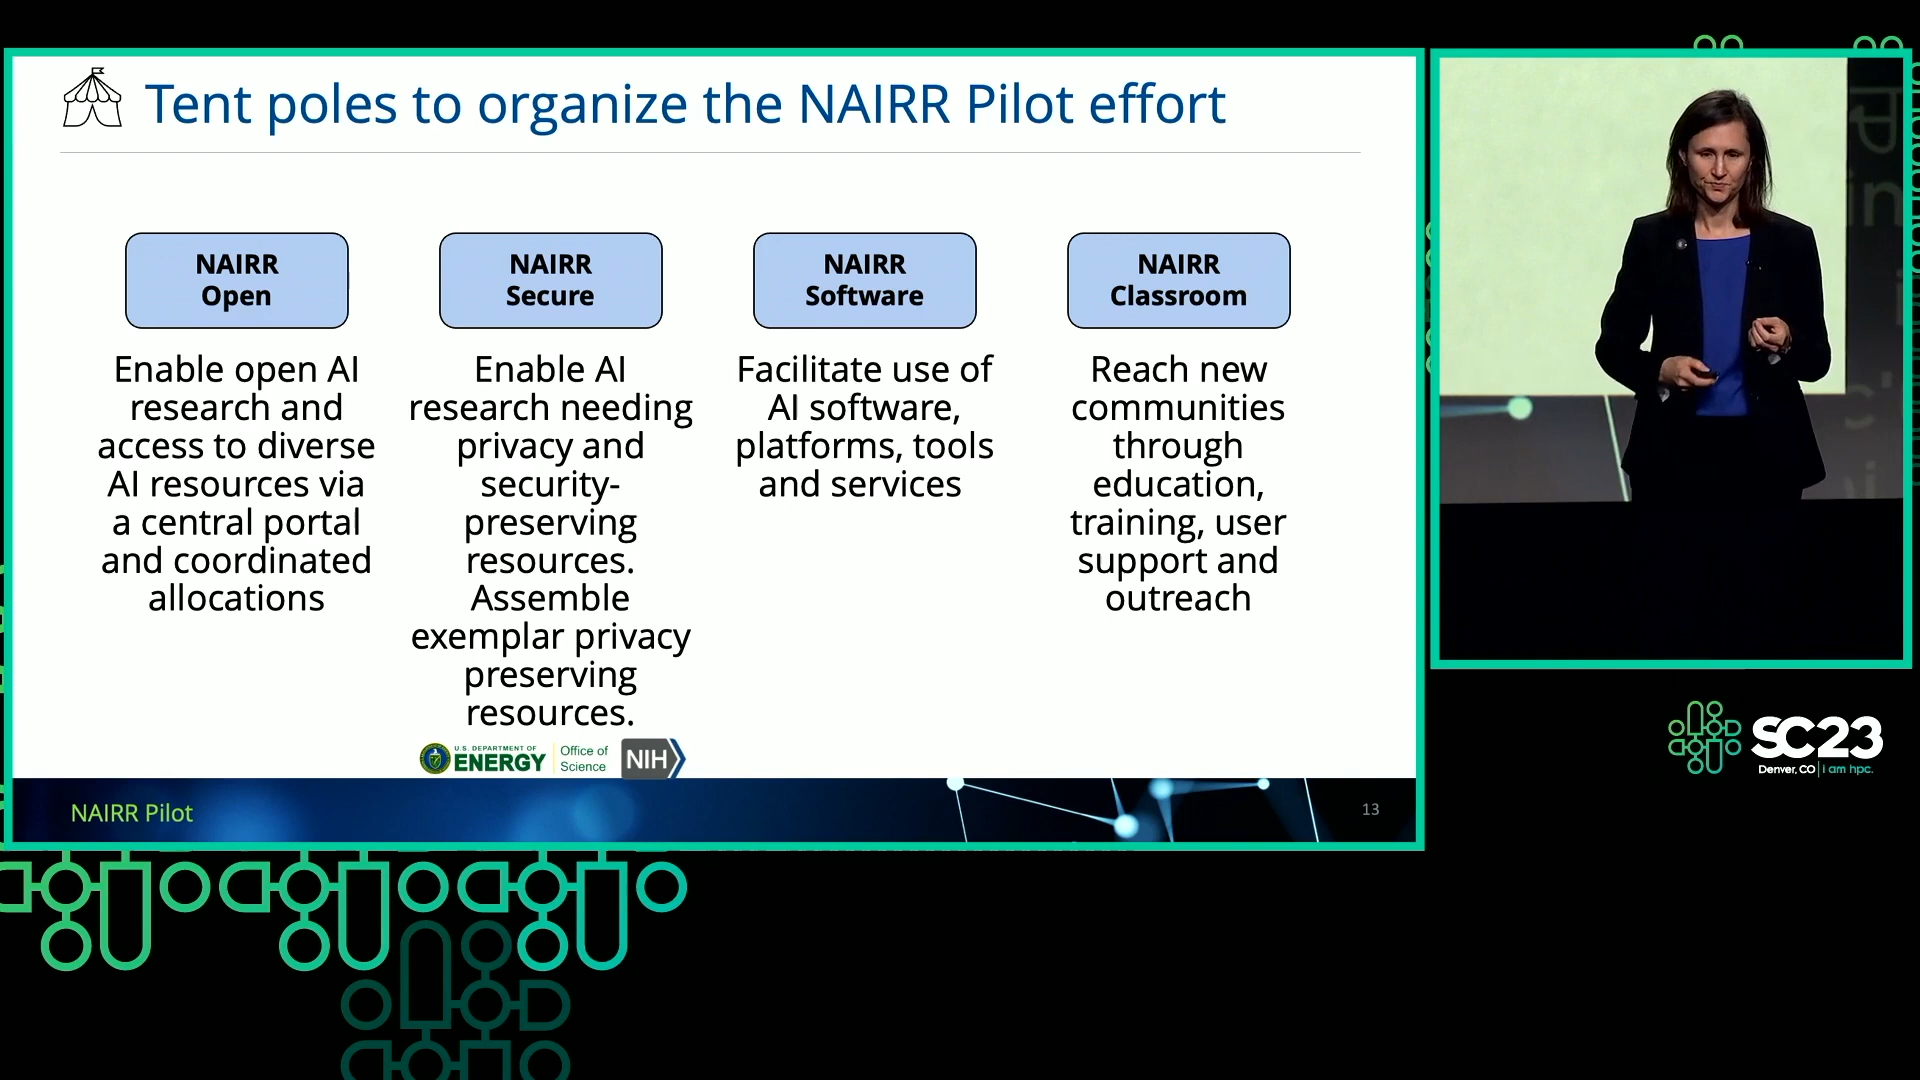 Tent poles to organize the NAIRR Pilot effort
NAIRR
Open
Enable open AI
research and
access to diverse
AI resources via
a central portal
and coordinated
allocations
NAIRR
Secure
Enable AI
research needing
privacy and
security-
preserving
resources.
Assemble
exemplar privacy
preserving
resources.
U.S. DEPARTMENT OF
ENERGY
Office of
Science
NIH
NAIRR
Software
Facilitate use of
AI software,
platforms, tools
and services
NAIRR
Classroom
Reach new
communities
through
education,
training, user
support and
outreach
NAIRR Pilot
13
SC23
Denver, CO | i am hpc.